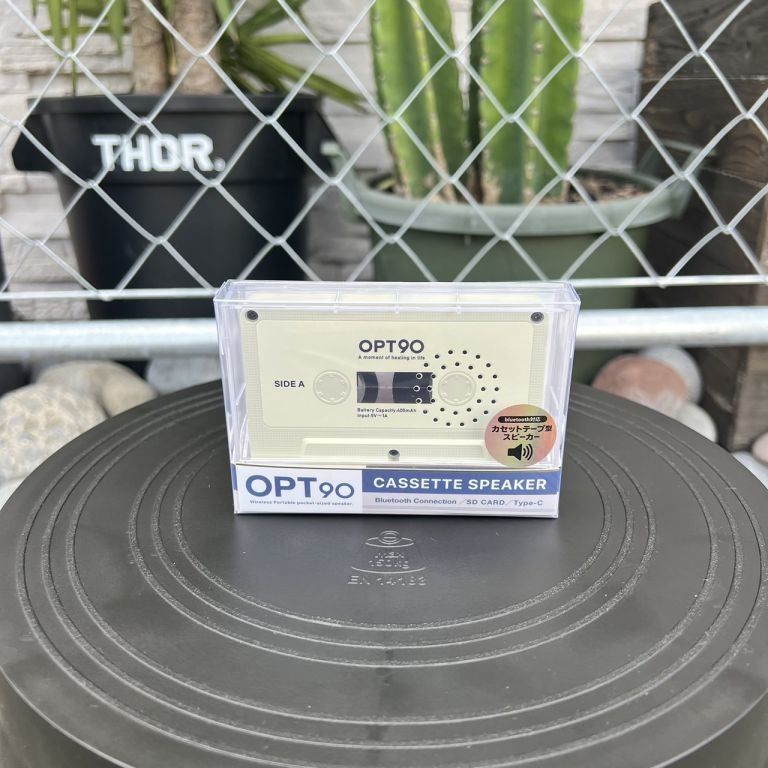 THOR.
OPT90
A moment of healing in life
SIDE A
Battery Capacity:400mAh
Input:5V⎓1A
bluetooth対応
カセットテープ型
スピーカー
OPT90
Wireless Portable pocket-sized speaker.
CASSETTE SPEAKER
Bluetooth Connection／SD CARD／Type-C
max
150kg
EN 14183